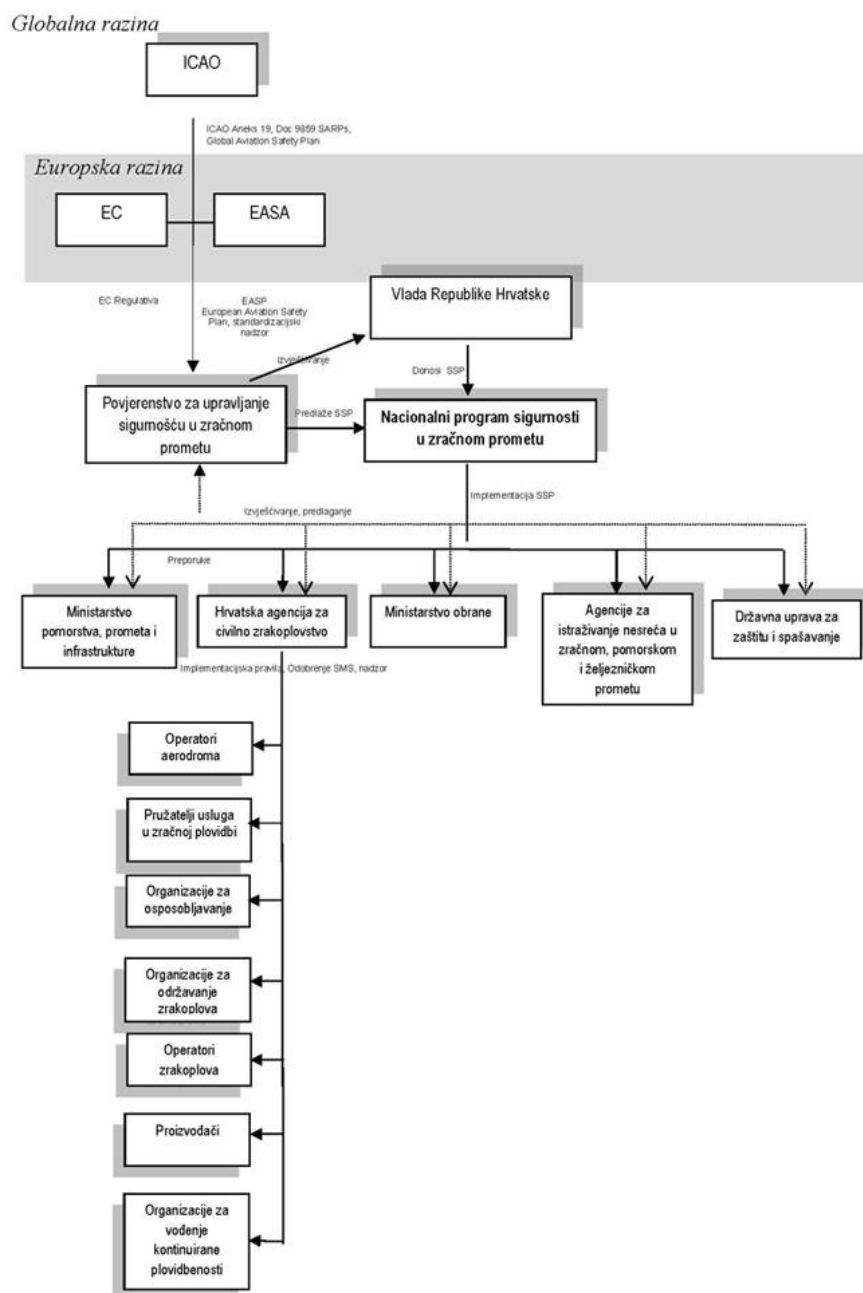 Globalna razina
ICAO
ICAO Aneks 19, Doc 9859 SARPs,
Global Aviation Safety Plan
Europska razina
EC
EASA
EC Regulativa
EASP
European Aviation Safety
Plan, standardizacijski
nadzor
Vlada Republike Hrvatske
Izvješćivanje
Donosi SSP
Povjerenstvo za upravljanje
sigurnošću u zračnom
prometu
Predlaže SSP
Nacionalni program sigurnosti
u zračnom prometu
Implementacija SSP
Izvješćivanje, predlaganje
Preporuke
Ministarstvo
pomorstva, prometa i
infrastrukture
Hrvatska agencija za
civilno zrakoplovstvo
Ministarstvo obrane
Agencije za
istraživanje nesreća u
zračnom, pomorskom
i željezničkom
prometu
Državna uprava za
zaštitu i spašavanje
Implementacijska pravila, Odobrenje SMS, nadzor
Operatori
aerodroma
Pružatelji usluga
u zračnoj plovidbi
Organizacije za
osposobljavanje
Organizacije za
održavanje
zrakoplova
Operatori
zrakoplova
Proizvođači
Organizacije za
vođenje
kontinuirane
plovidbenosti